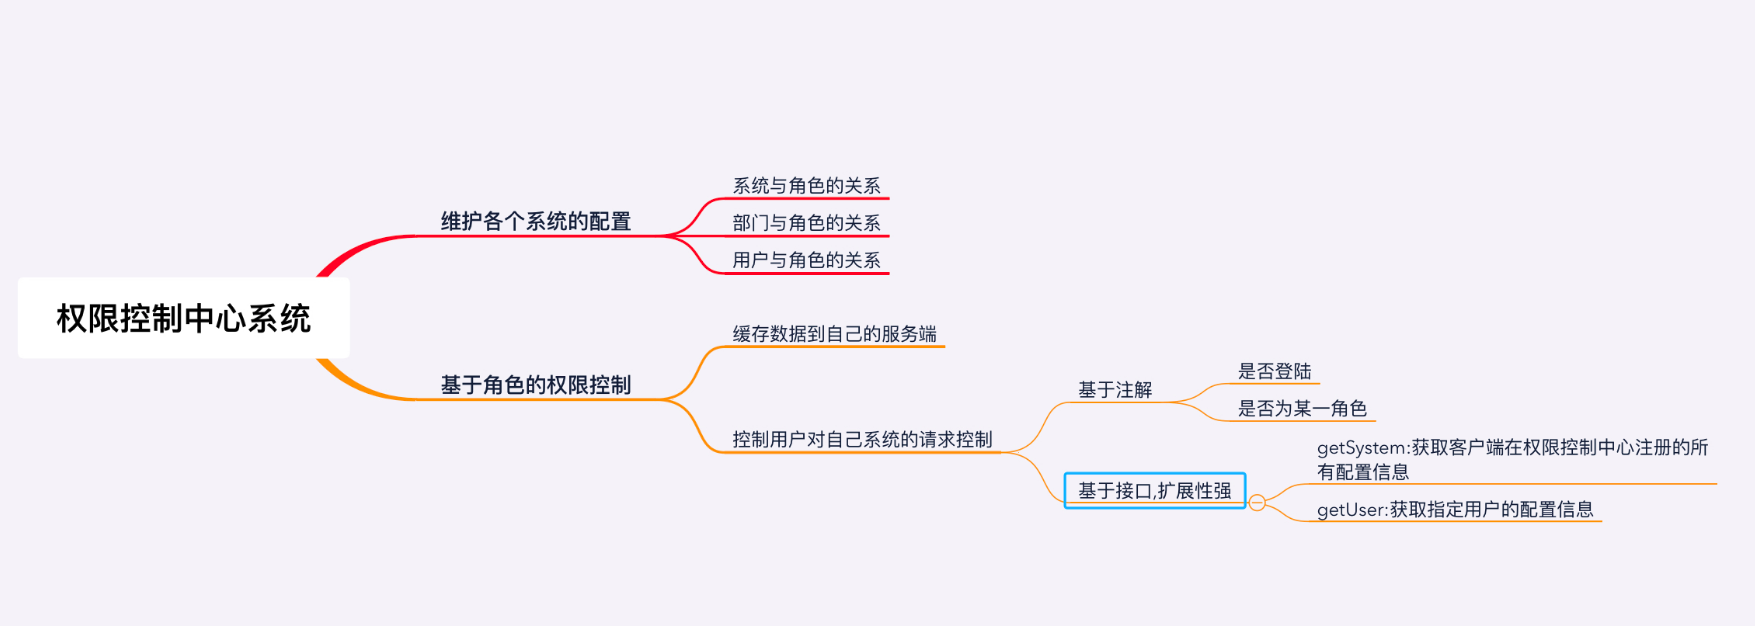 权限控制中心系统
维护各个系统的配置
系统与角色的关系
部门与角色的关系
用户与角色的关系
基于角色的权限控制
缓存数据到自己的服务端
控制用户对自己系统的请求控制
基于注解
是否登陆
是否为某一角色
基于接口,扩展性强
getSystem:获取客户端在权限控制中心注册的所
有配置信息
getUser:获取指定用户的配置信息